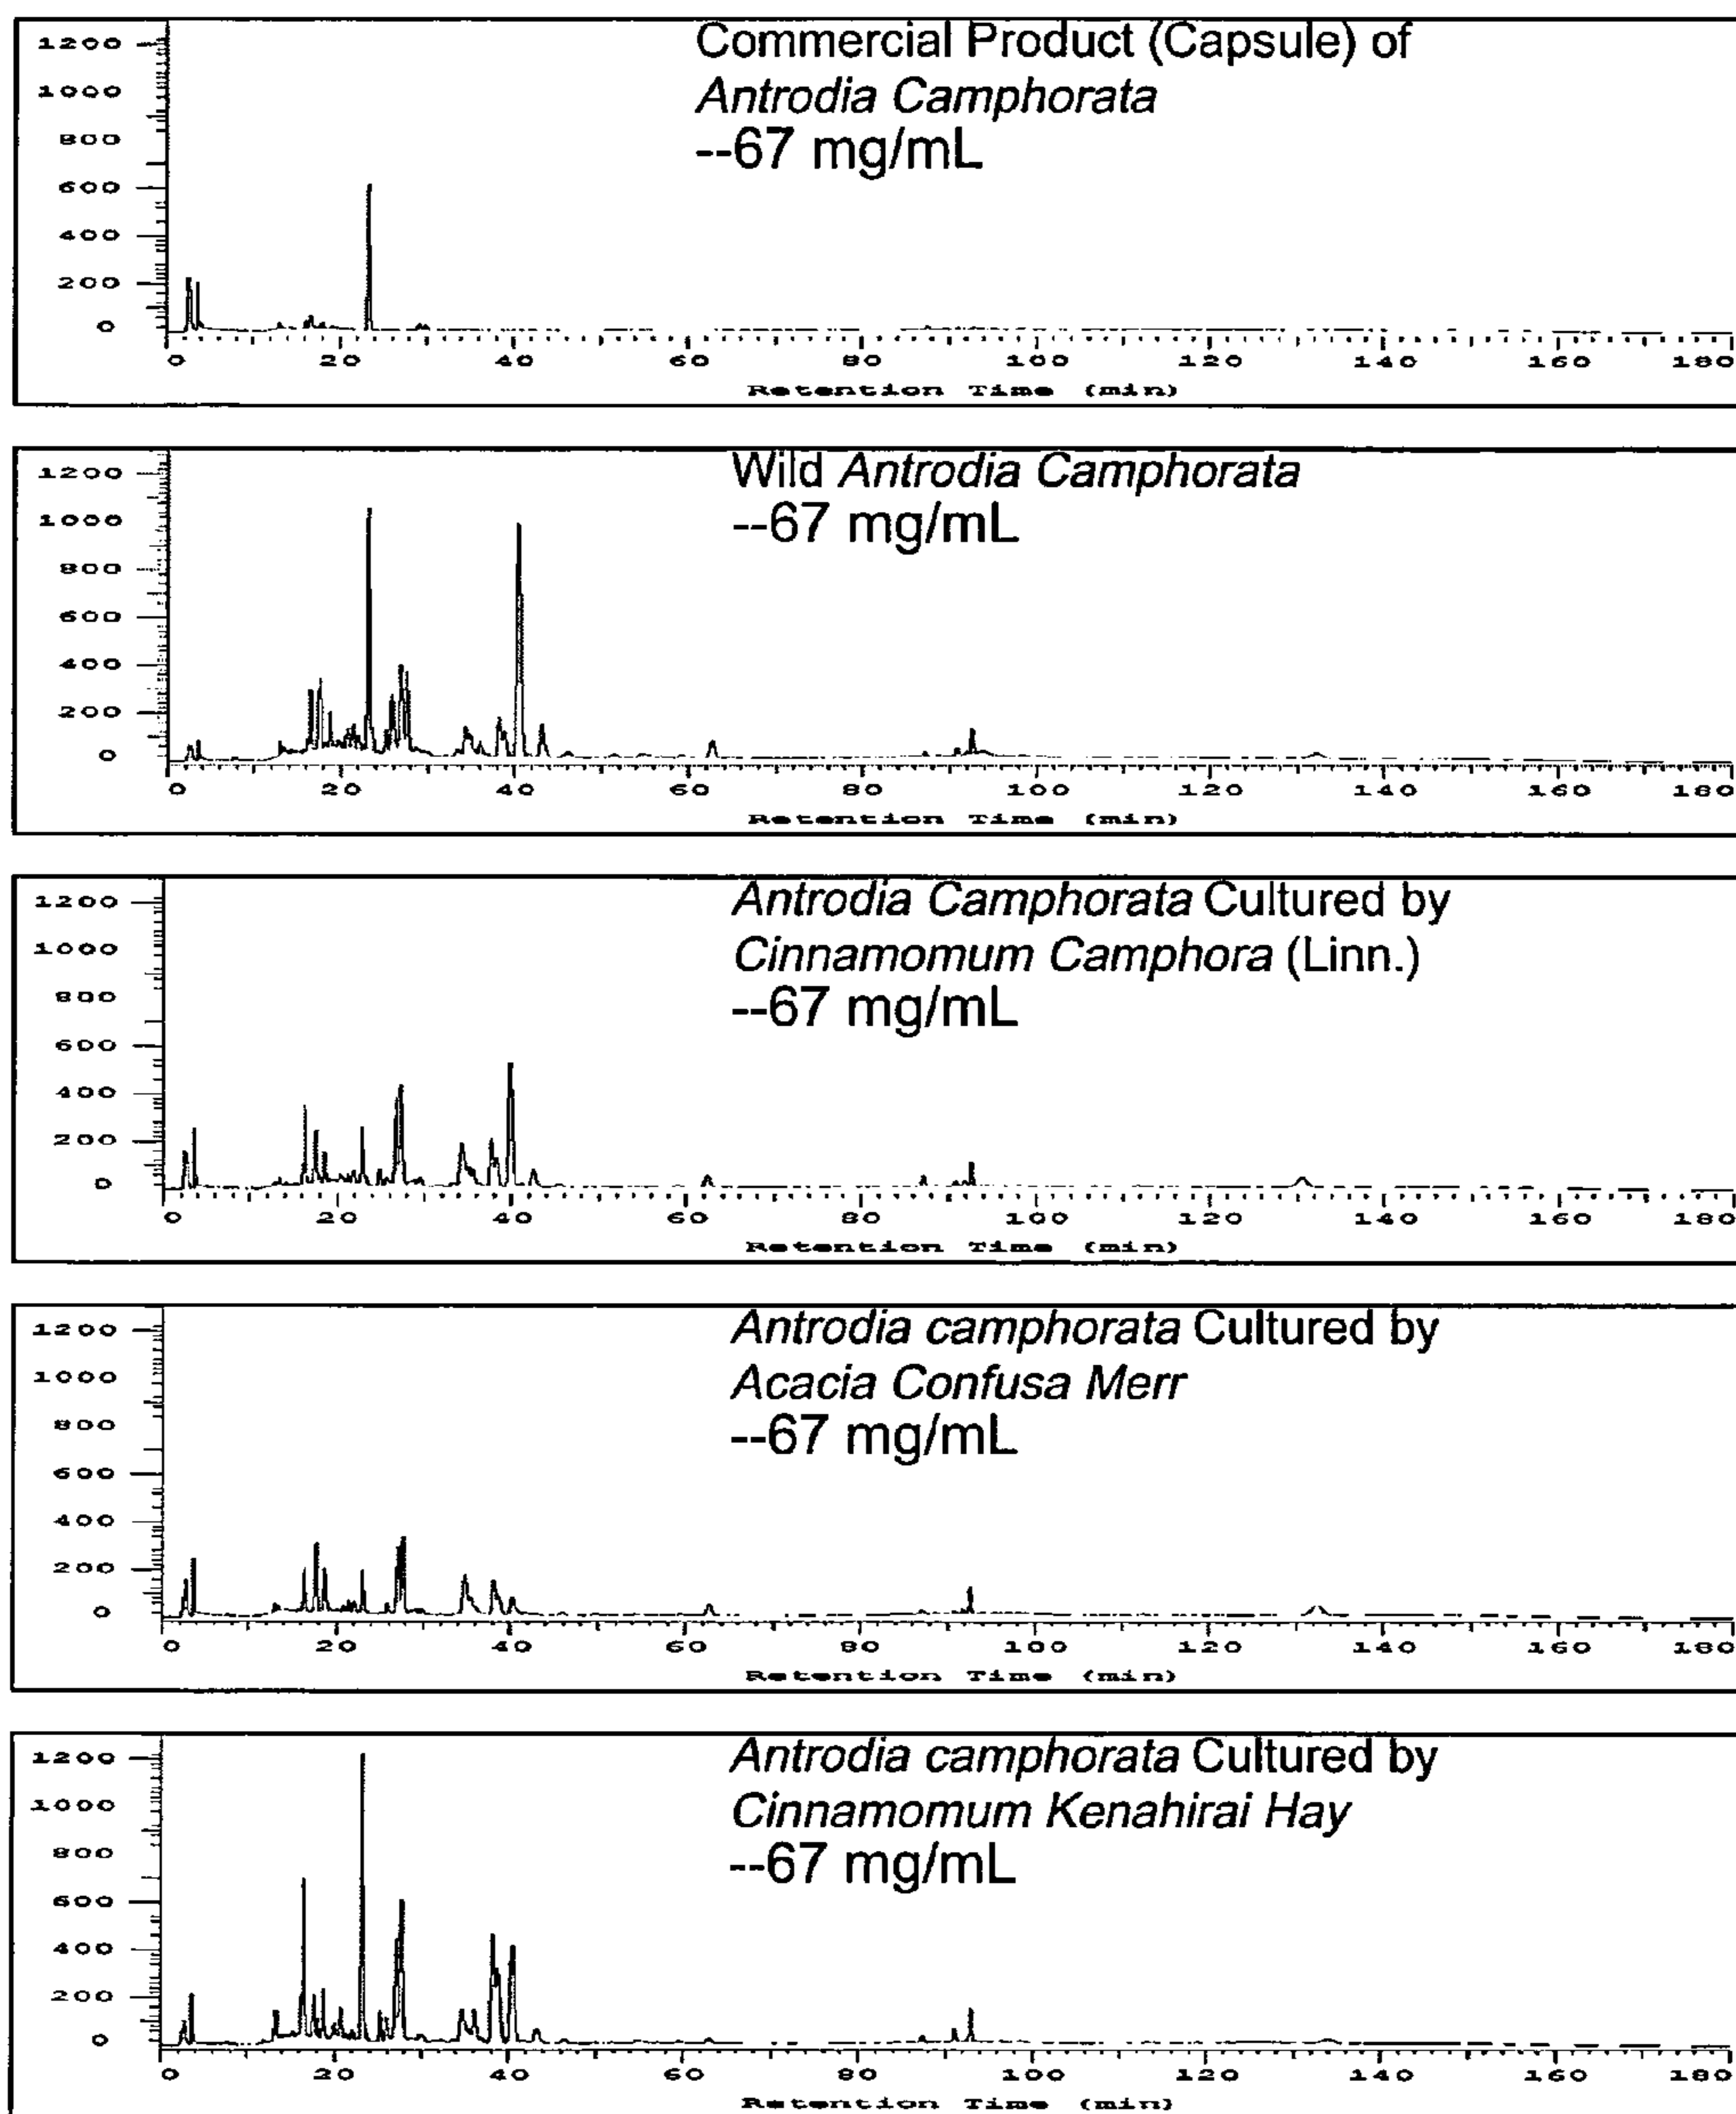 Commercial Product (Capsule) of
Antrodia Camphorata
--67 mg/mL
1200
1000
800
600
400
200
0
0 20 40 60 80 100 120 140 160 180
Retention Time (min)
Wild Antrodia Camphorata
--67 mg/mL
1200
1000
800
600
400
200
0
0 20 40 60 80 100 120 140 160 180
Retention Time (min)
Antrodia Camphorata Cultured by
Cinnamomum Camphora (Linn.)
--67 mg/mL
1200
1000
800
600
400
200
0
0 20 40 60 80 100 120 140 160 180
Retention Time (min)
Antrodia camphorata Cultured by
Acacia Confusa Merr
--67 mg/mL
1200
1000
800
600
400
200
0
0 20 40 60 80 100 120 140 160 180
Retention Time (min)
Antrodia camphorata Cultured by
Cinnamomum Kenahirai Hay
--67 mg/mL
1200
1000
800
600
400
200
0
0 20 40 60 80 100 120 140 160 180
Retention Time (min)